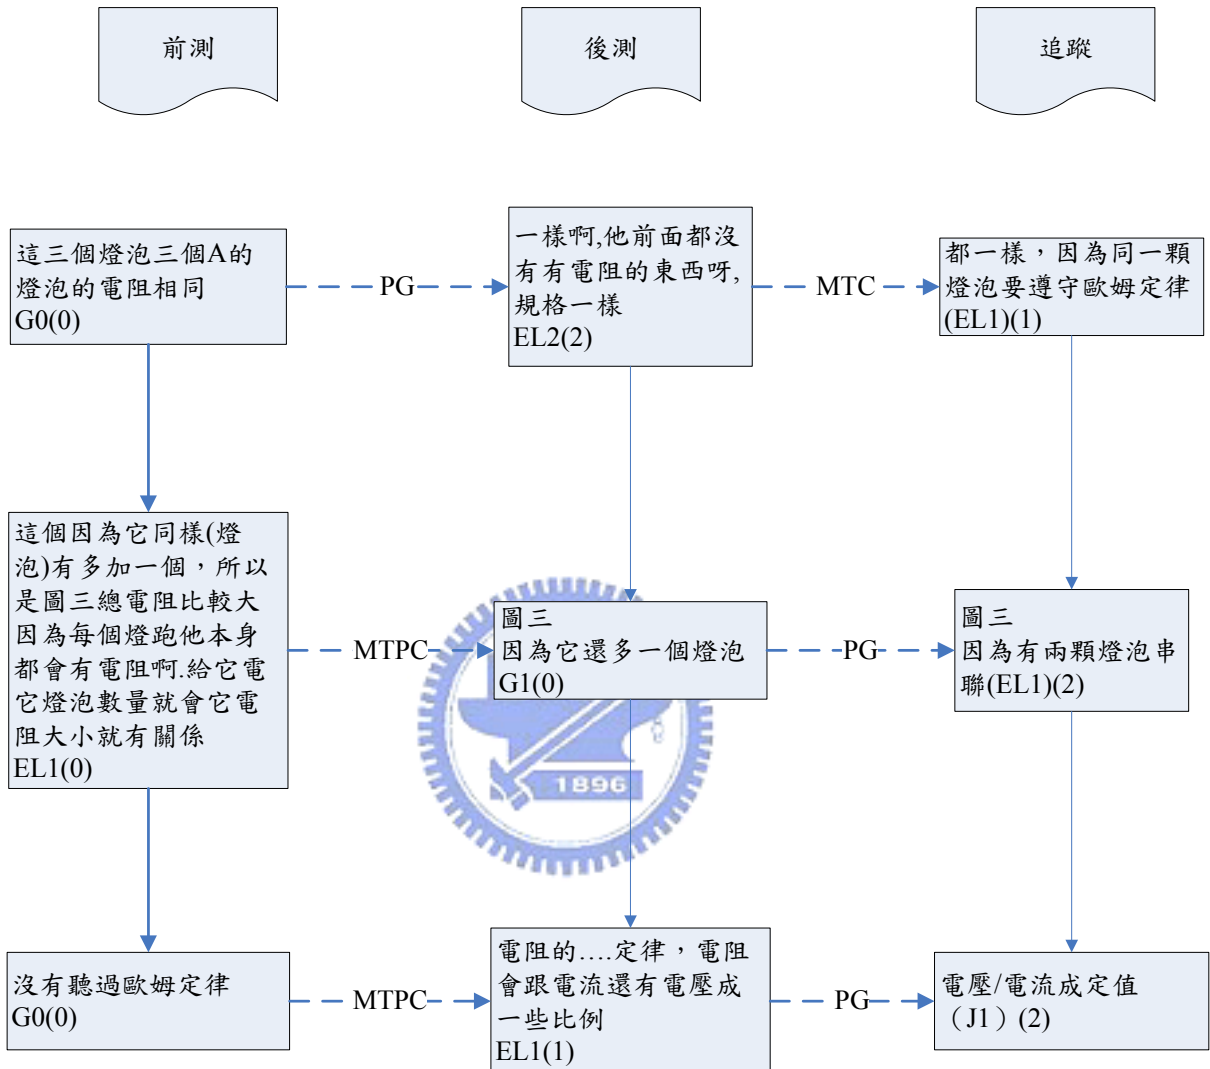 前測
後測
追蹤
這三個燈泡三個A的
燈泡的電阻相同
G0(0)
PG
一樣啊,他前面都沒
有有電阻的東西呀,
規格一樣
EL2(2)
MTC
都一樣，因為同一顆
燈泡要遵守歐姆定律
(EL1)(1)
這個因為它同樣(燈
泡)有多加一個，所以
是圖三總電阻比較大
因為每個燈跑他本身
都會有電阻啊.給它電
它燈泡數量就會它電
阻大小就有關係
EL1(0)
MTPC
圖三
因為它還多一個燈泡
G1(0)
PG
圖三
因為有兩顆燈泡串
聯(EL1)(2)
1896
沒有聽過歐姆定律
G0(0)
MTPC
電阻的....定律，電阻
會跟電流還有電壓成
一些比例
EL1(1)
PG
電壓/電流成定值
（J1）(2)